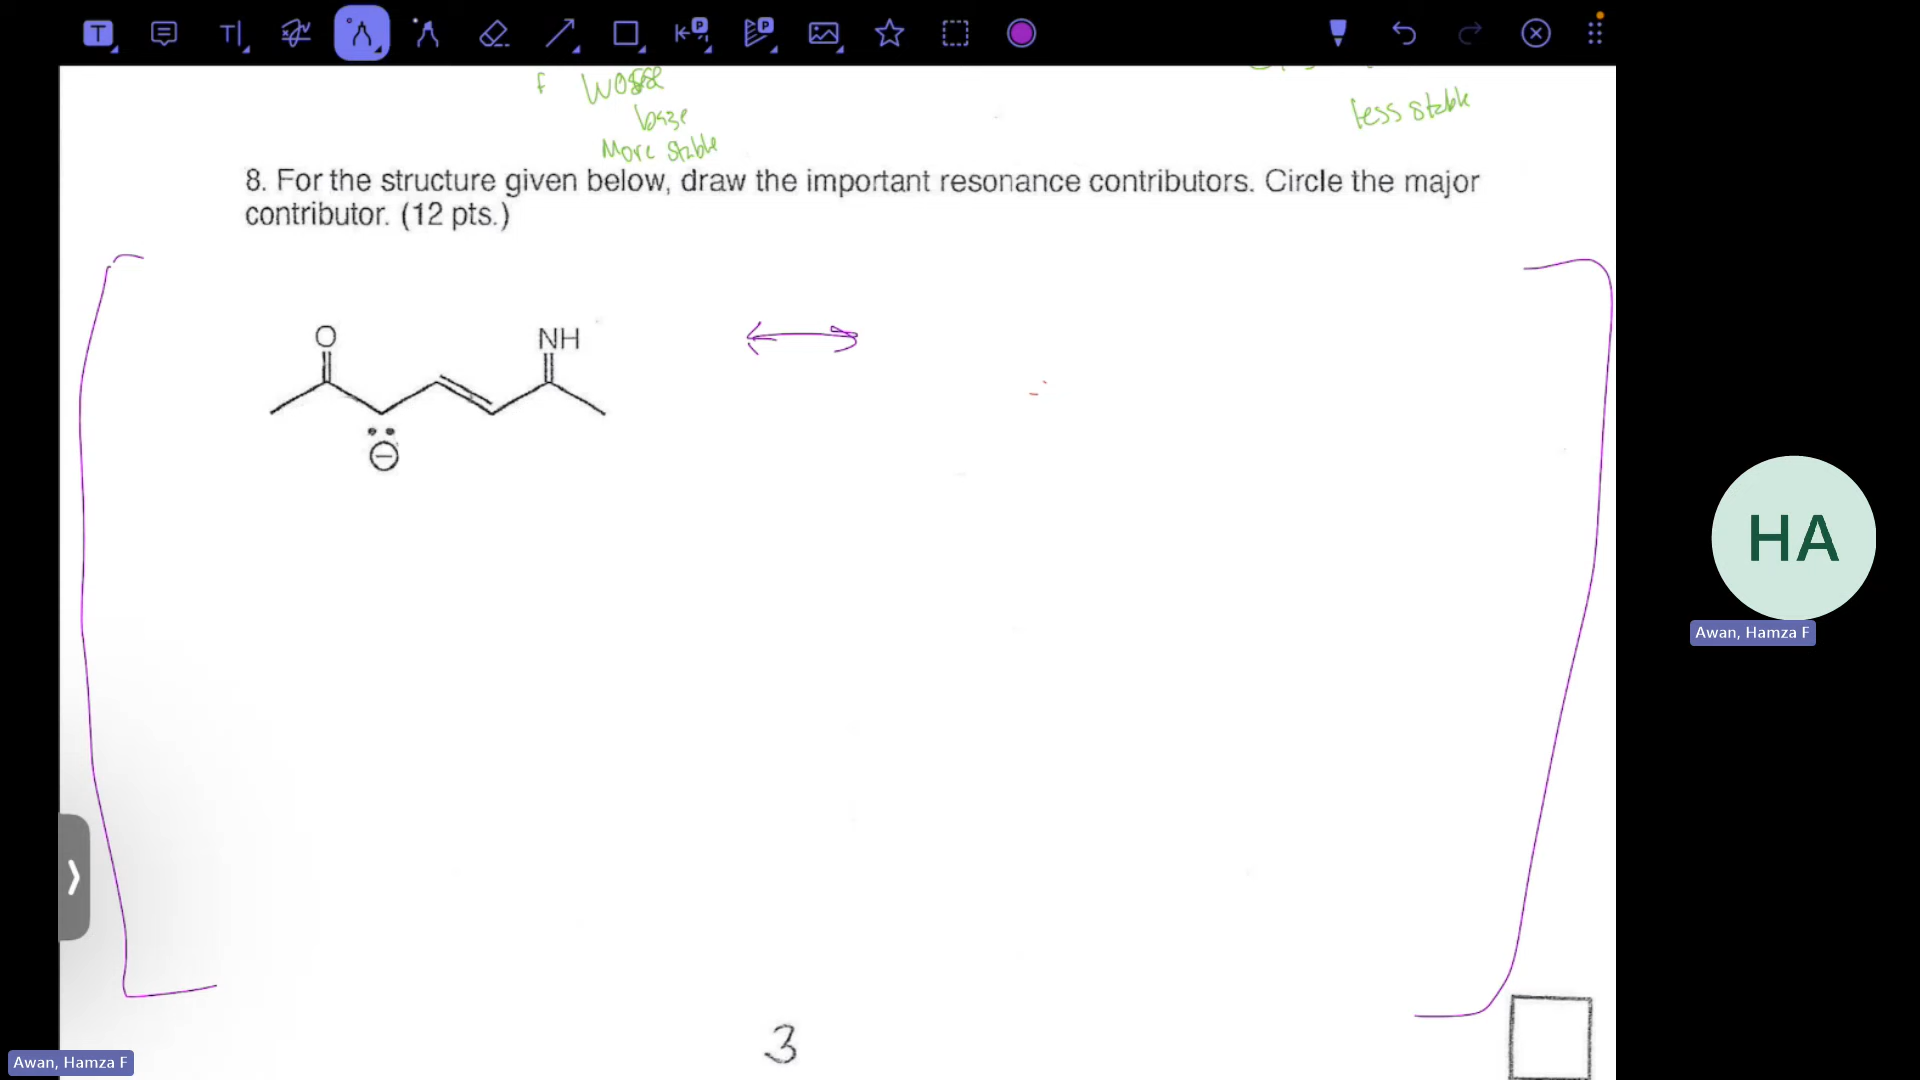 T
T
P
P
Worse
base
More stable
less stable
8. For the structure given below, draw the important resonance contributors. Circle the major
contributor. (12 pts.)
O
NH
HA
Awan, Hamza F
3
Awan, Hamza F